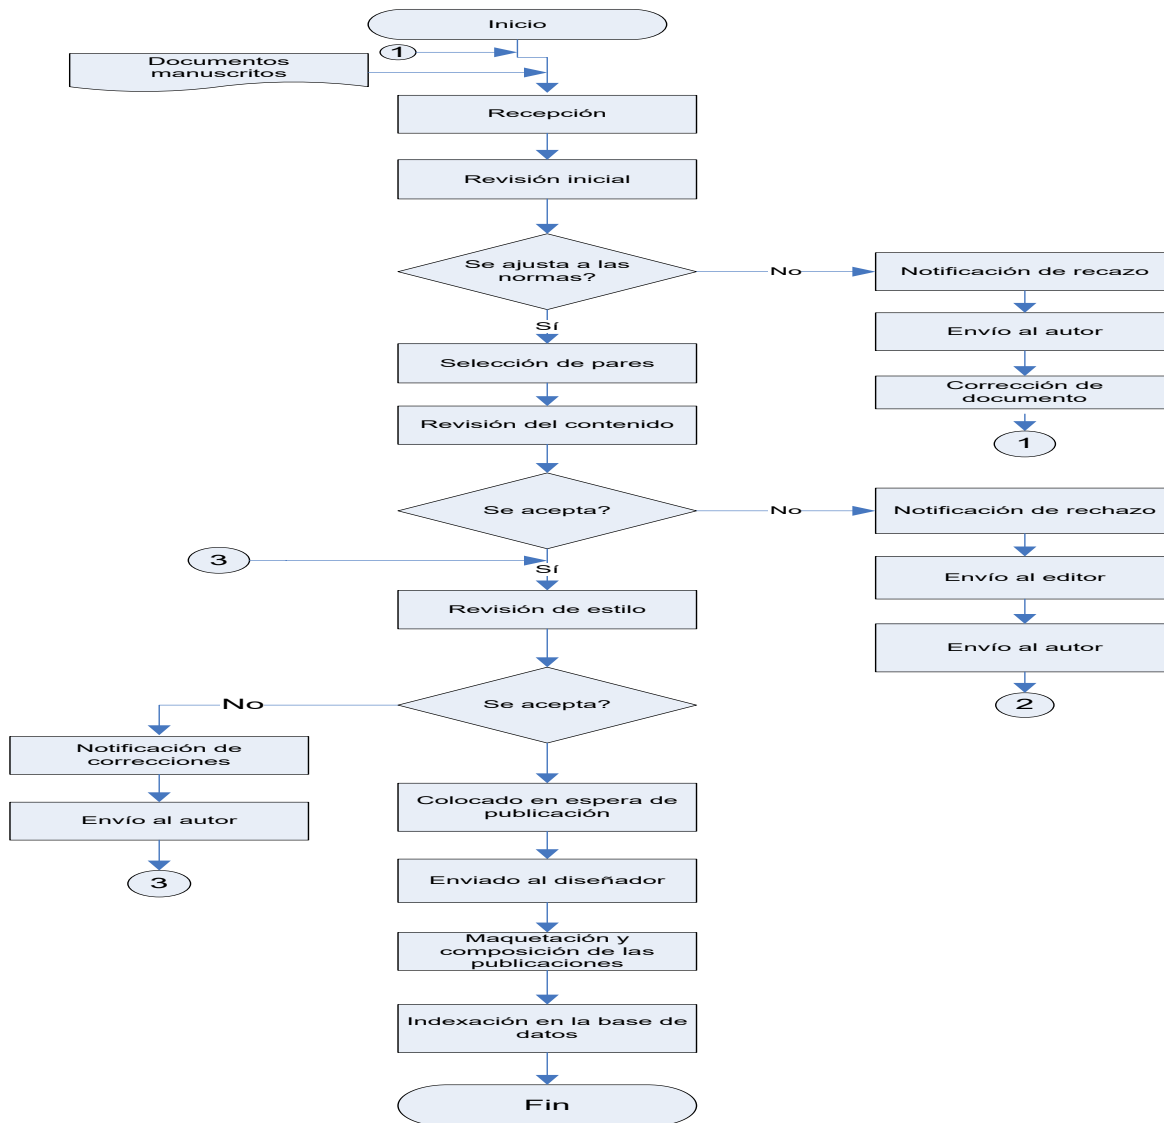 Inicio
1
Documentos
manuscritos
Recepción
Revisión inicial
Se ajusta a las
normas?
No
Notificación de recazo
Envío al autor
Corrección de
documento
1
Sí
Selección de pares
Revisión del contenido
Se acepta?
No
Notificación de rechazo
Envío al editor
Envío al autor
2
3
Sí
Revisión de estilo
Se acepta?
No
Notificación de
correcciones
Envío al autor
3
Colocado en espera de
publicación
Enviado al diseñador
Maquetación y
composición de las
publicaciones
Indexación en la base de
datos
Fin